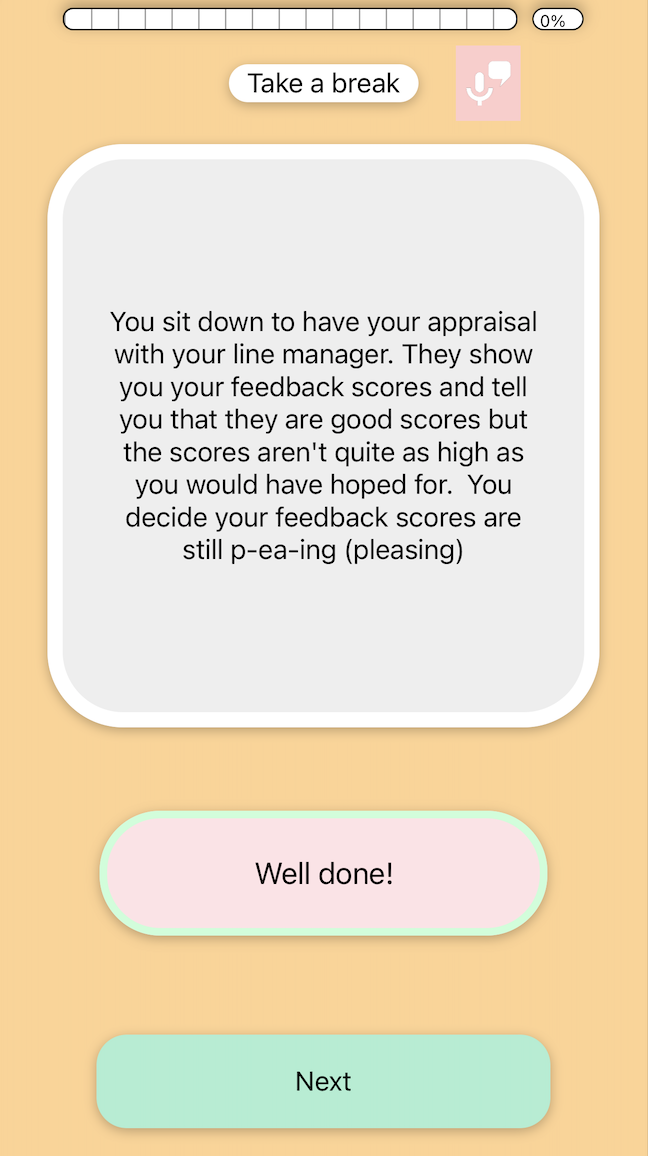 0%
Take a break
You sit down to have your appraisal
with your line manager. They show
you your feedback scores and tell
you that they are good scores but
the scores aren't quite as high as
you would have hoped for.  You
decide your feedback scores are
still p-ea-ing (pleasing)
Well done!
Next